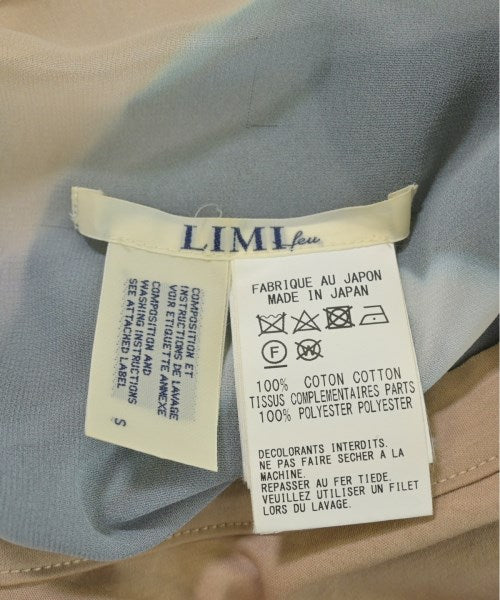 LIMI feu
COMPOSITION ET
INSTRUCTIONS DE LAVAGE
VOIR ETIQUETTE ANNEXE
COMPOSITION AND
WASHING INSTRUCTIONS
SEE ATTACHED LABEL
S
FABRIQUE AU JAPON
MADE IN JAPAN
F W
100% COTON COTTON
TISSUS COMPLEMENTAIRES PARTS
100% POLYESTER POLYESTER
DECOLORANTS INTERDITS.
NE PAS FAIRE SECHER A LA
MACHINE.
REPASSER AU FER TIEDE.
VEUILLEZ UTILISER UN FILET
LORS DU LAVAGE.